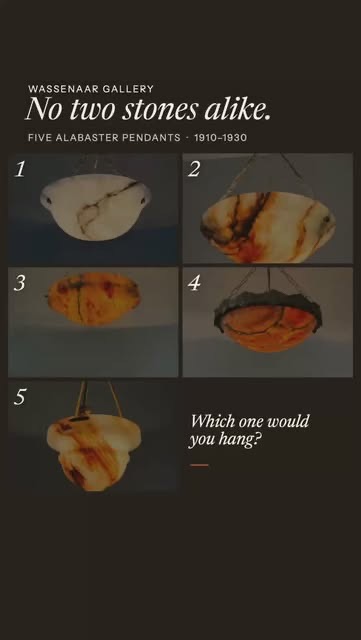 WASSENAAR GALLERY
No two stones alike.
FIVE ALABASTER PENDANTS · 1910–1930
1
2
3
4
5
Which one would
you hang?